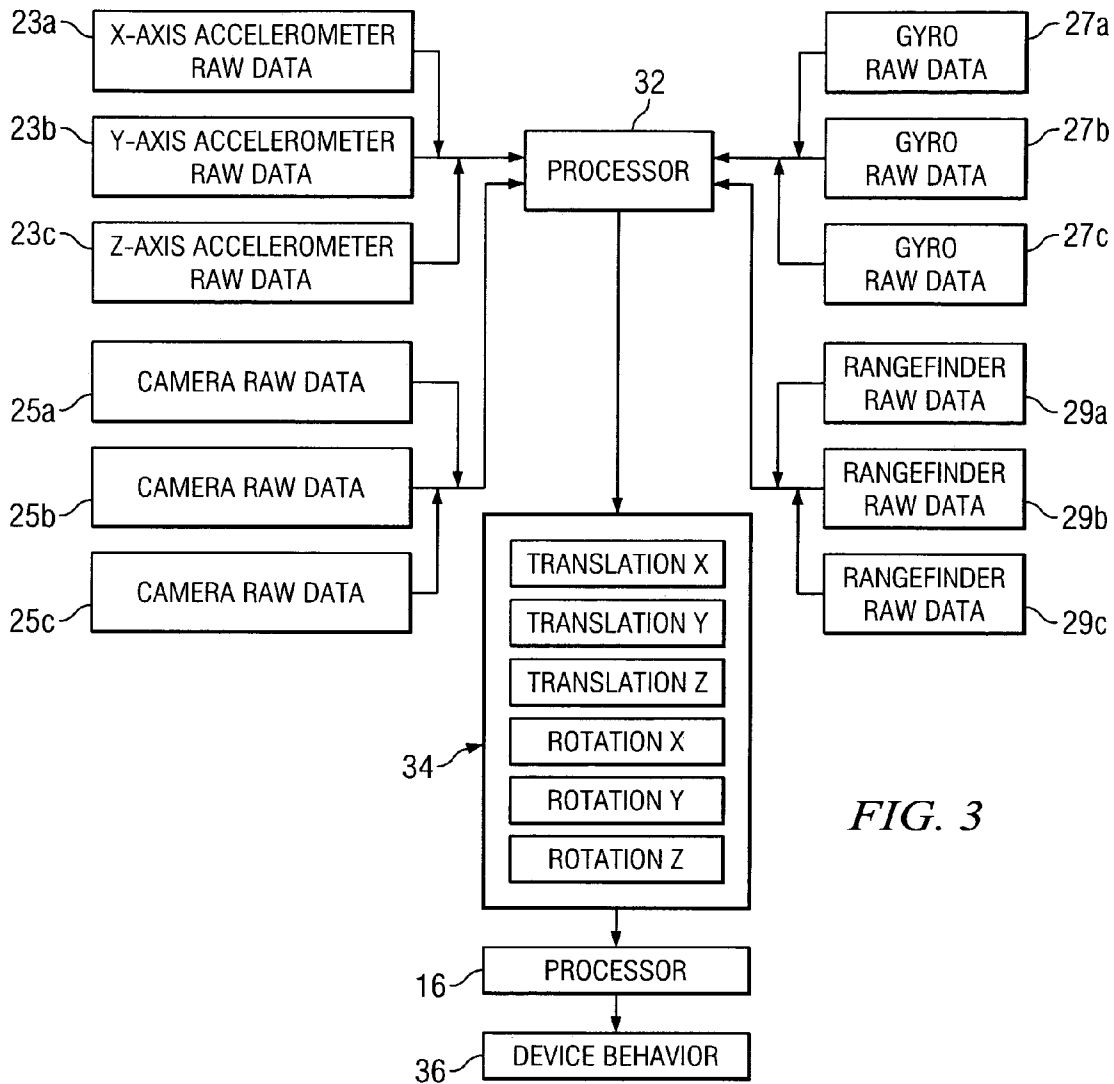 23a
X-AXIS ACCELEROMETER
RAW DATA
23b
Y-AXIS ACCELEROMETER
RAW DATA
23c
Z-AXIS ACCELEROMETER
RAW DATA
25a
CAMERA RAW DATA
25b
CAMERA RAW DATA
25c
CAMERA RAW DATA
32
PROCESSOR
27a
GYRO
RAW DATA
27b
GYRO
RAW DATA
27c
GYRO
RAW DATA
RANGEFINDER
RAW DATA
29a
RANGEFINDER
RAW DATA
29b
RANGEFINDER
RAW DATA
29c
34
TRANSLATION X
TRANSLATION Y
TRANSLATION Z
ROTATION X
ROTATION Y
ROTATION Z
16
PROCESSOR
36
DEVICE BEHAVIOR
FIG. 3